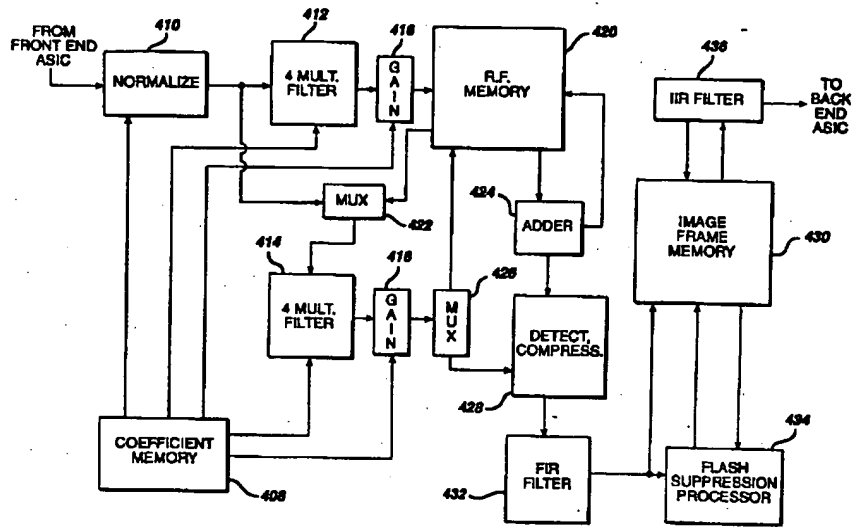 FROM
FRONT END
ASIC
410
NORMALIZE
412
4 MULT.
FILTER
416
GAIN
420
R.F.
MEMORY
436
IIR FILTER
TO
BACK
END
ASIC
MUX
422
424
ADDER
IMAGE
FRAME
MEMORY
430
414
4 MULT.
FILTER
418
GAIN
426
MUX
DETECT,
COMPRESS.
428
COEFFICIENT
MEMORY
408
432
FIR
FILTER
434
FLASH
SUPPRESSION
PROCESSOR